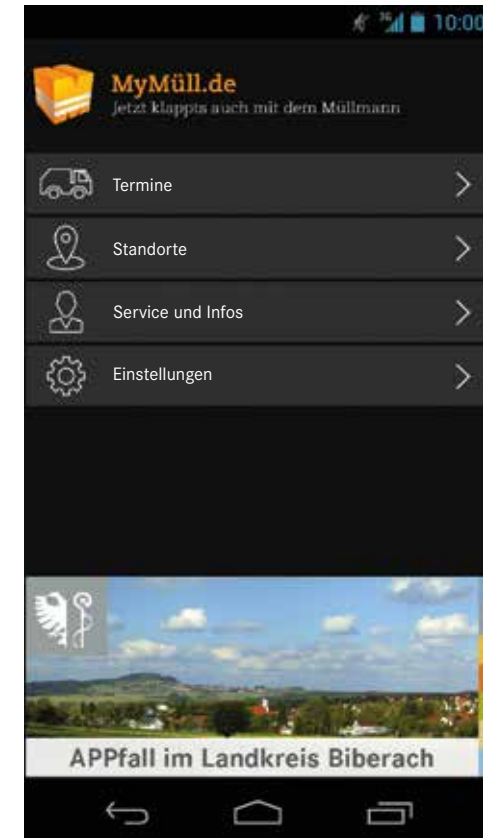 3G 10:00
MyMüll.de
Jetzt klappts auch mit dem Müllmann
Termine
Standorte
Service und Infos
Einstellungen
APPfall im Landkreis Biberach